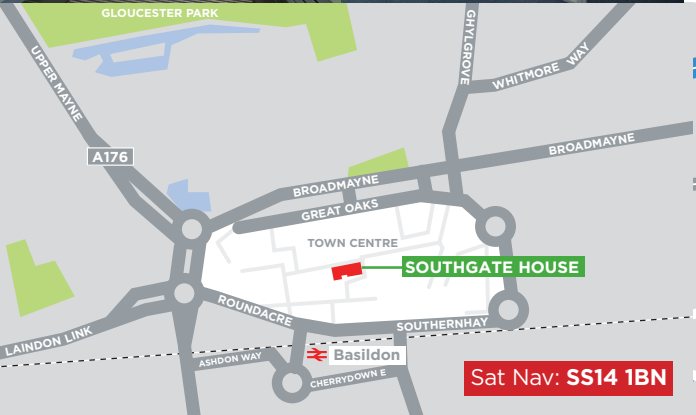 GLOUCESTER PARK
GHYLGROVE
UPPER MAYNE
WHITMORE WAY
A176
BROADMAYNE
BROADMAYNE
GREAT OAKS
TOWN CENTRE
SOUTHGATE HOUSE
ROUNDACRE
SOUTHERNHAY
LAINDON LINK
ASHDON WAY
Basildon
CHERRYDOWN E
Sat Nav: SS14 1BN